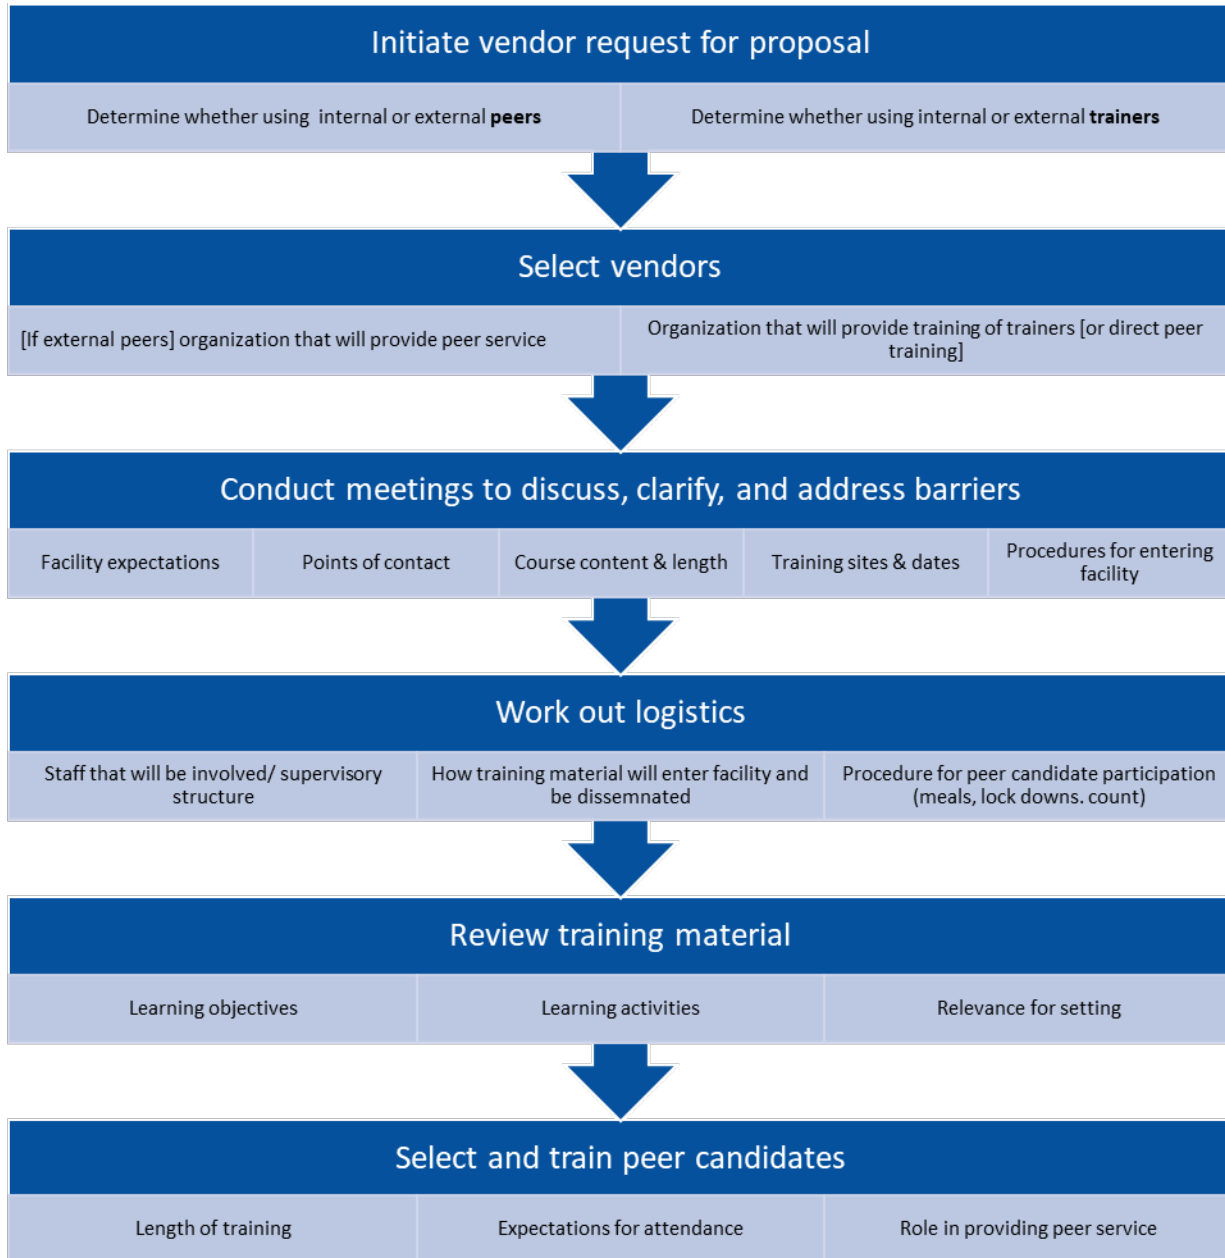 Initiate vendor request for proposal
Determine whether using internal or external peers
Determine whether using internal or external trainers
Select vendors
[If external peers] organization that will provide peer service
Organization that will provide training of trainers [or direct peer
training]
Conduct meetings to discuss, clarify, and address barriers
Facility expectations
Points of contact
Course content & length
Training sites & dates
Procedures for entering
facility
Work out logistics
Staff that will be involved/ supervisory
structure
How training material will enter facility and
be dissemnated
Procedure for peer candidate participation
(meals, lock downs. count)
Review training material
Learning objectives
Learning activities
Relevance for setting
Select and train peer candidates
Length of training
Expectations for attendance
Role in providing peer service